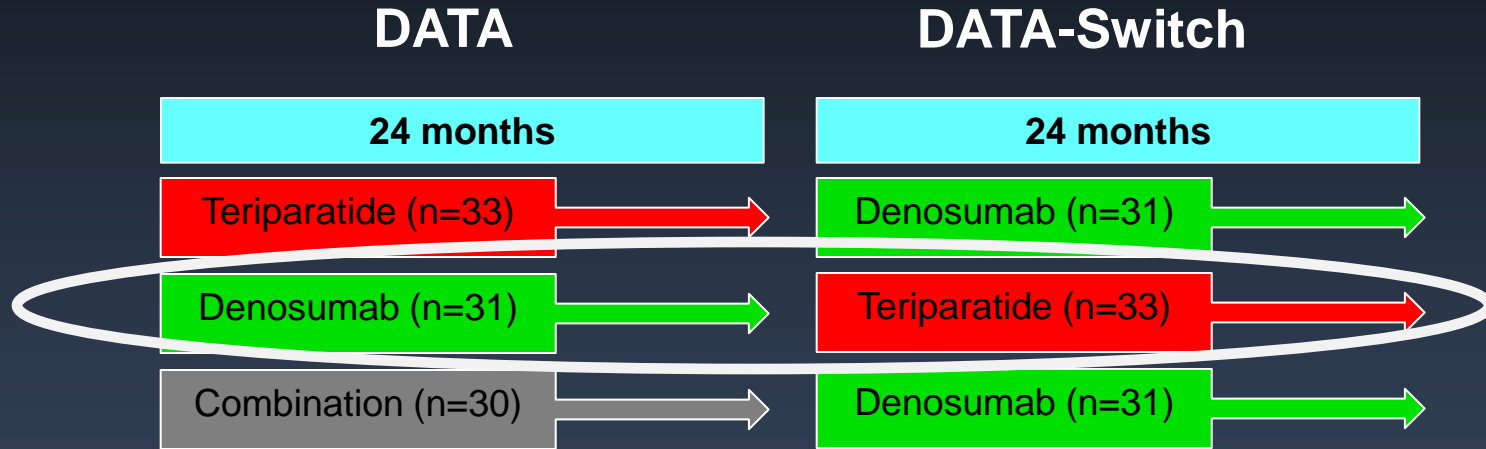 DATA DATA-Switch
24 months 24 months
Teriparatide (n=33) Denosumab (n=31)
Denosumab (n=31) Teriparatide (n=33)
Combination (n=30) Denosumab (n=31)